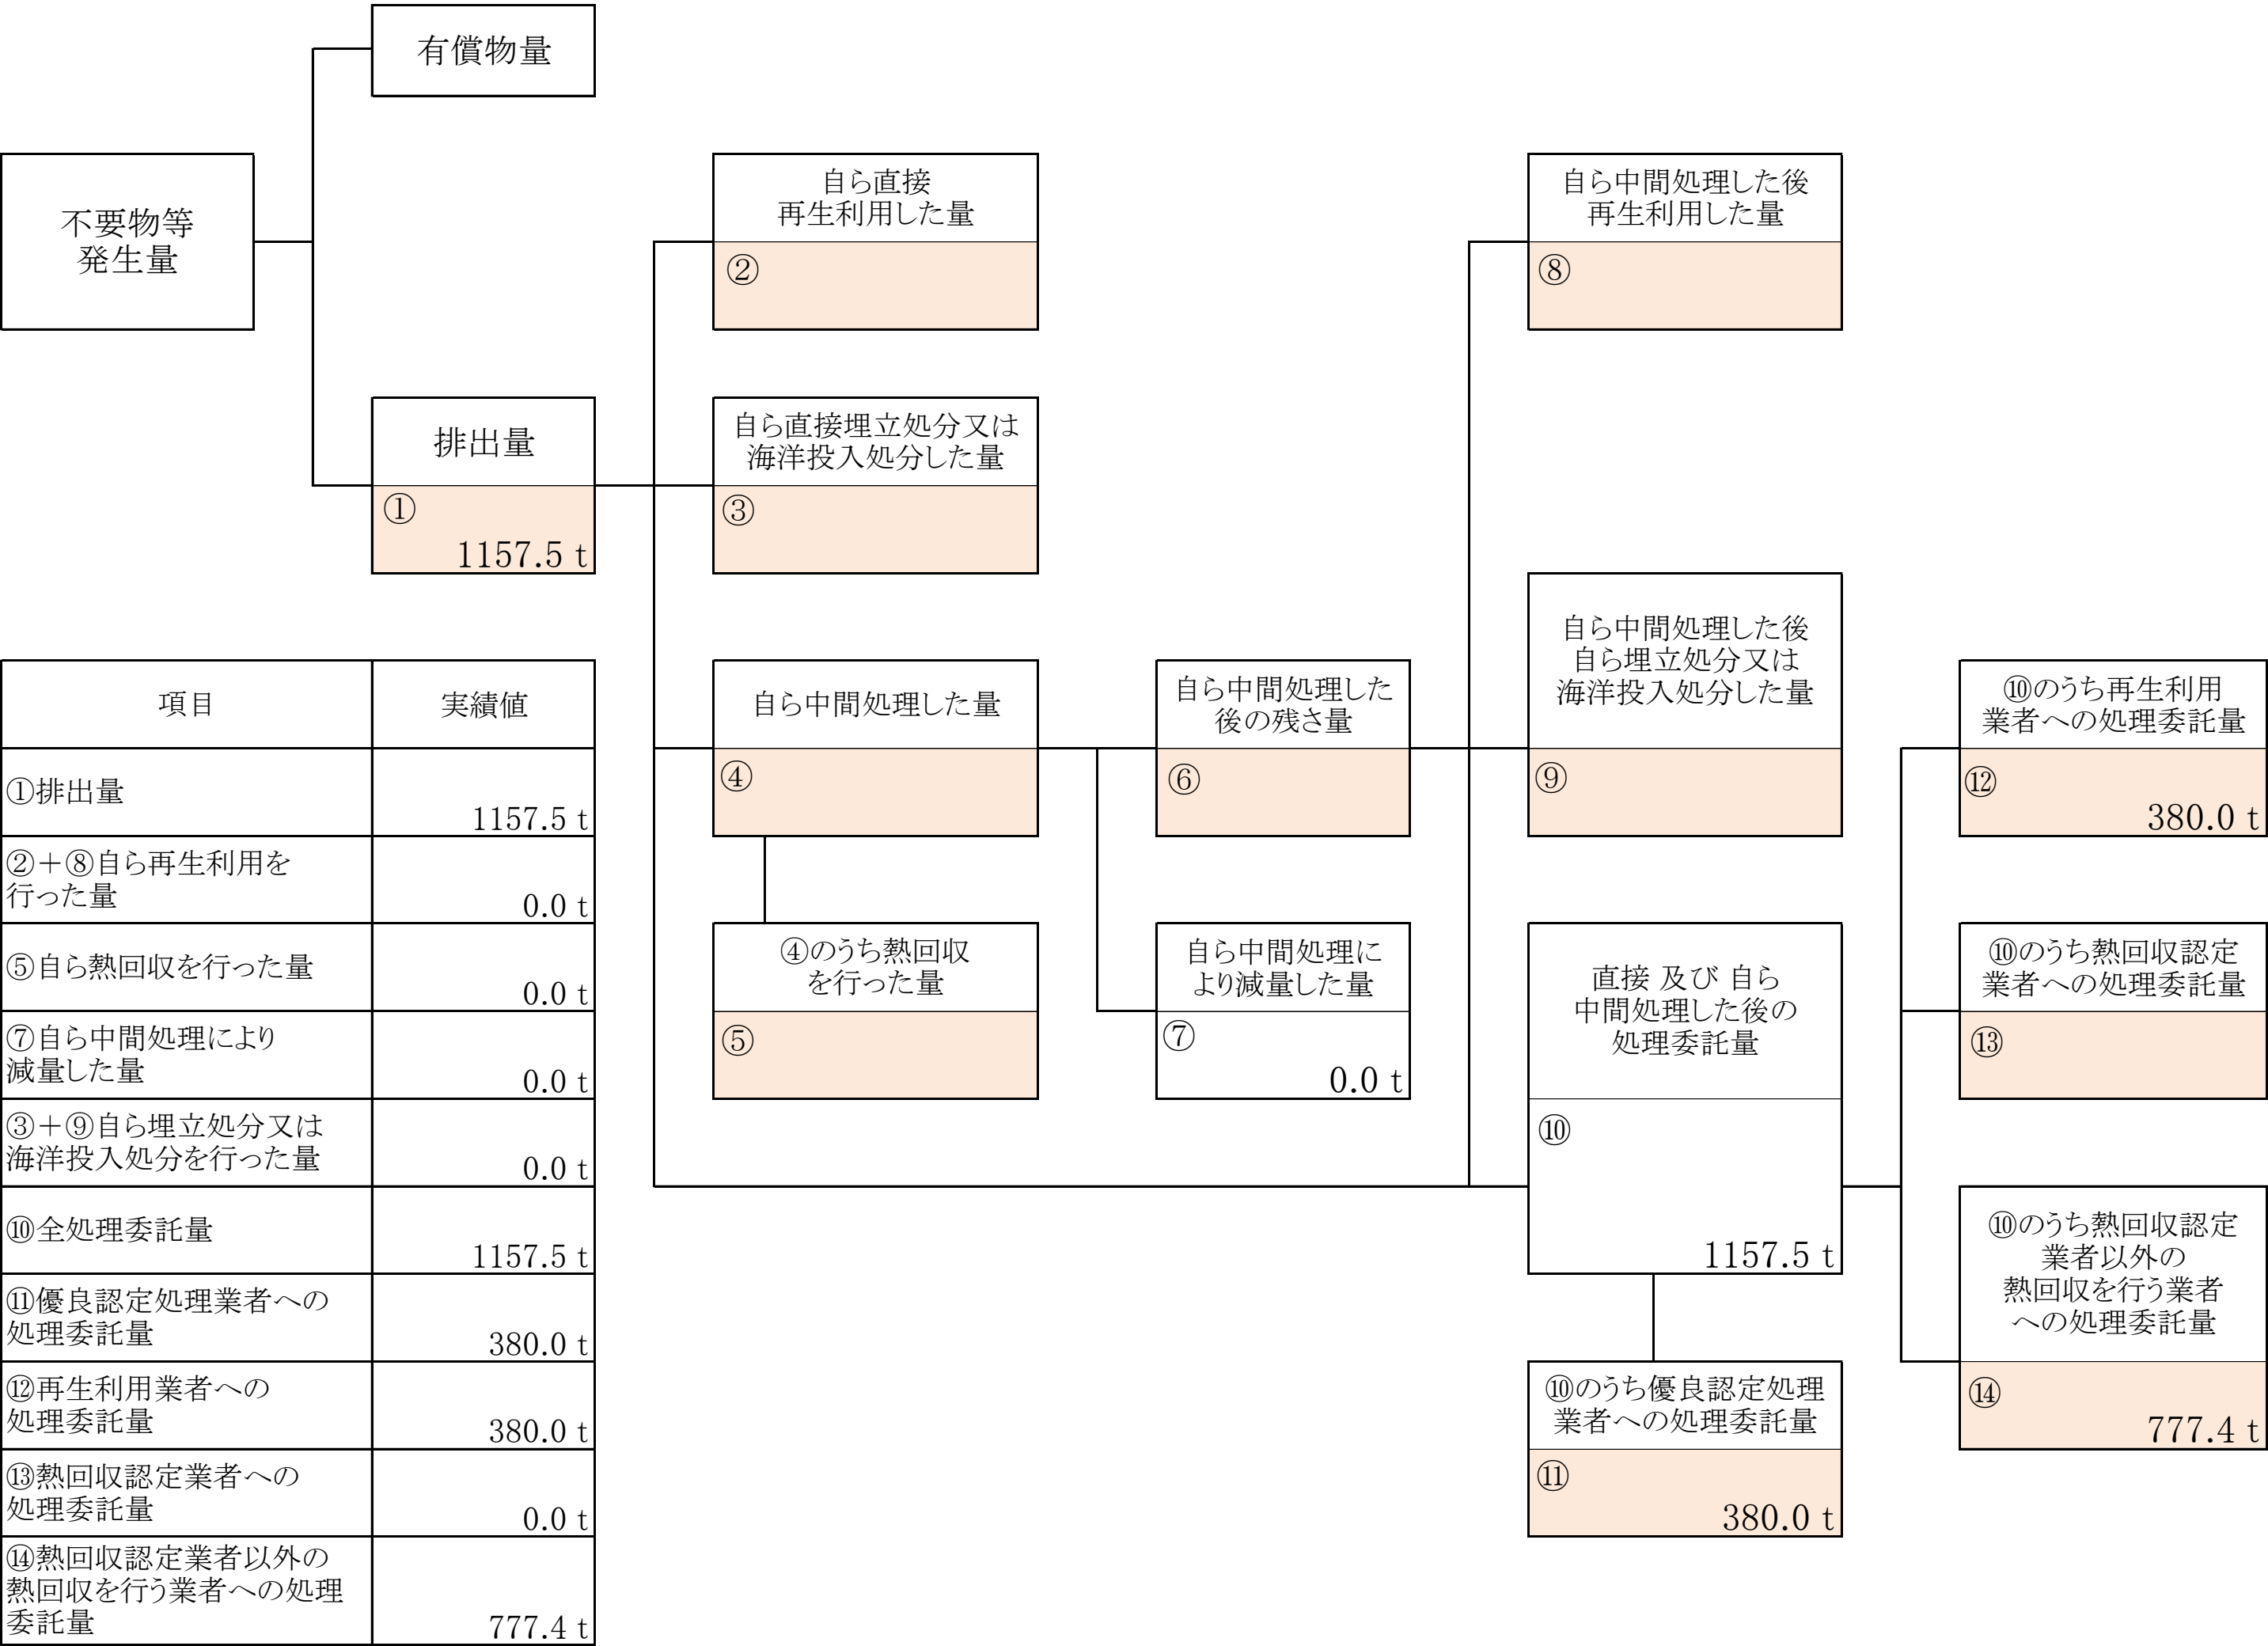 有償物量
不要物等
発生量
自ら直接
再生利用した量
②
自ら中間処理した後
再生利用した量
⑧
排出量
①
1157.5 t
自ら直接埋立処分又は
海洋投入処分した量
③
自ら中間処理した量
④
自ら中間処理した
後の残さ量
⑥
自ら中間処理した後
自ら埋立処分又は
海洋投入処分した量
⑨
⑩のうち再生利用
業者への処理委託量
⑫
380.0 t
④のうち熱回収
を行った量
⑤
自ら中間処理に
より減量した量
⑦
0.0 t
直接 及び 自ら
中間処理した後の
処理委託量
⑩
1157.5 t
⑩のうち熱回収認定
業者への処理委託量
⑬
⑩のうち熱回収認定
業者以外の
熱回収を行う業者
への処理委託量
⑭
777.4 t
⑩のうち優良認定処理
業者への処理委託量
⑪
380.0 t
項目 実績値
①排出量
1157.5 t
②＋⑧自ら再生利用を
行った量
0.0 t
⑤自ら熱回収を行った量
0.0 t
⑦自ら中間処理により
減量した量
0.0 t
③＋⑨自ら埋立処分又は
海洋投入処分を行った量
0.0 t
⑩全処理委託量
1157.5 t
⑪優良認定処理業者への
処理委託量
380.0 t
⑫再生利用業者への
処理委託量
380.0 t
⑬熱回収認定業者への
処理委託量
0.0 t
⑭熱回収認定業者以外の
熱回収を行う業者への処理
委託量
777.4 t